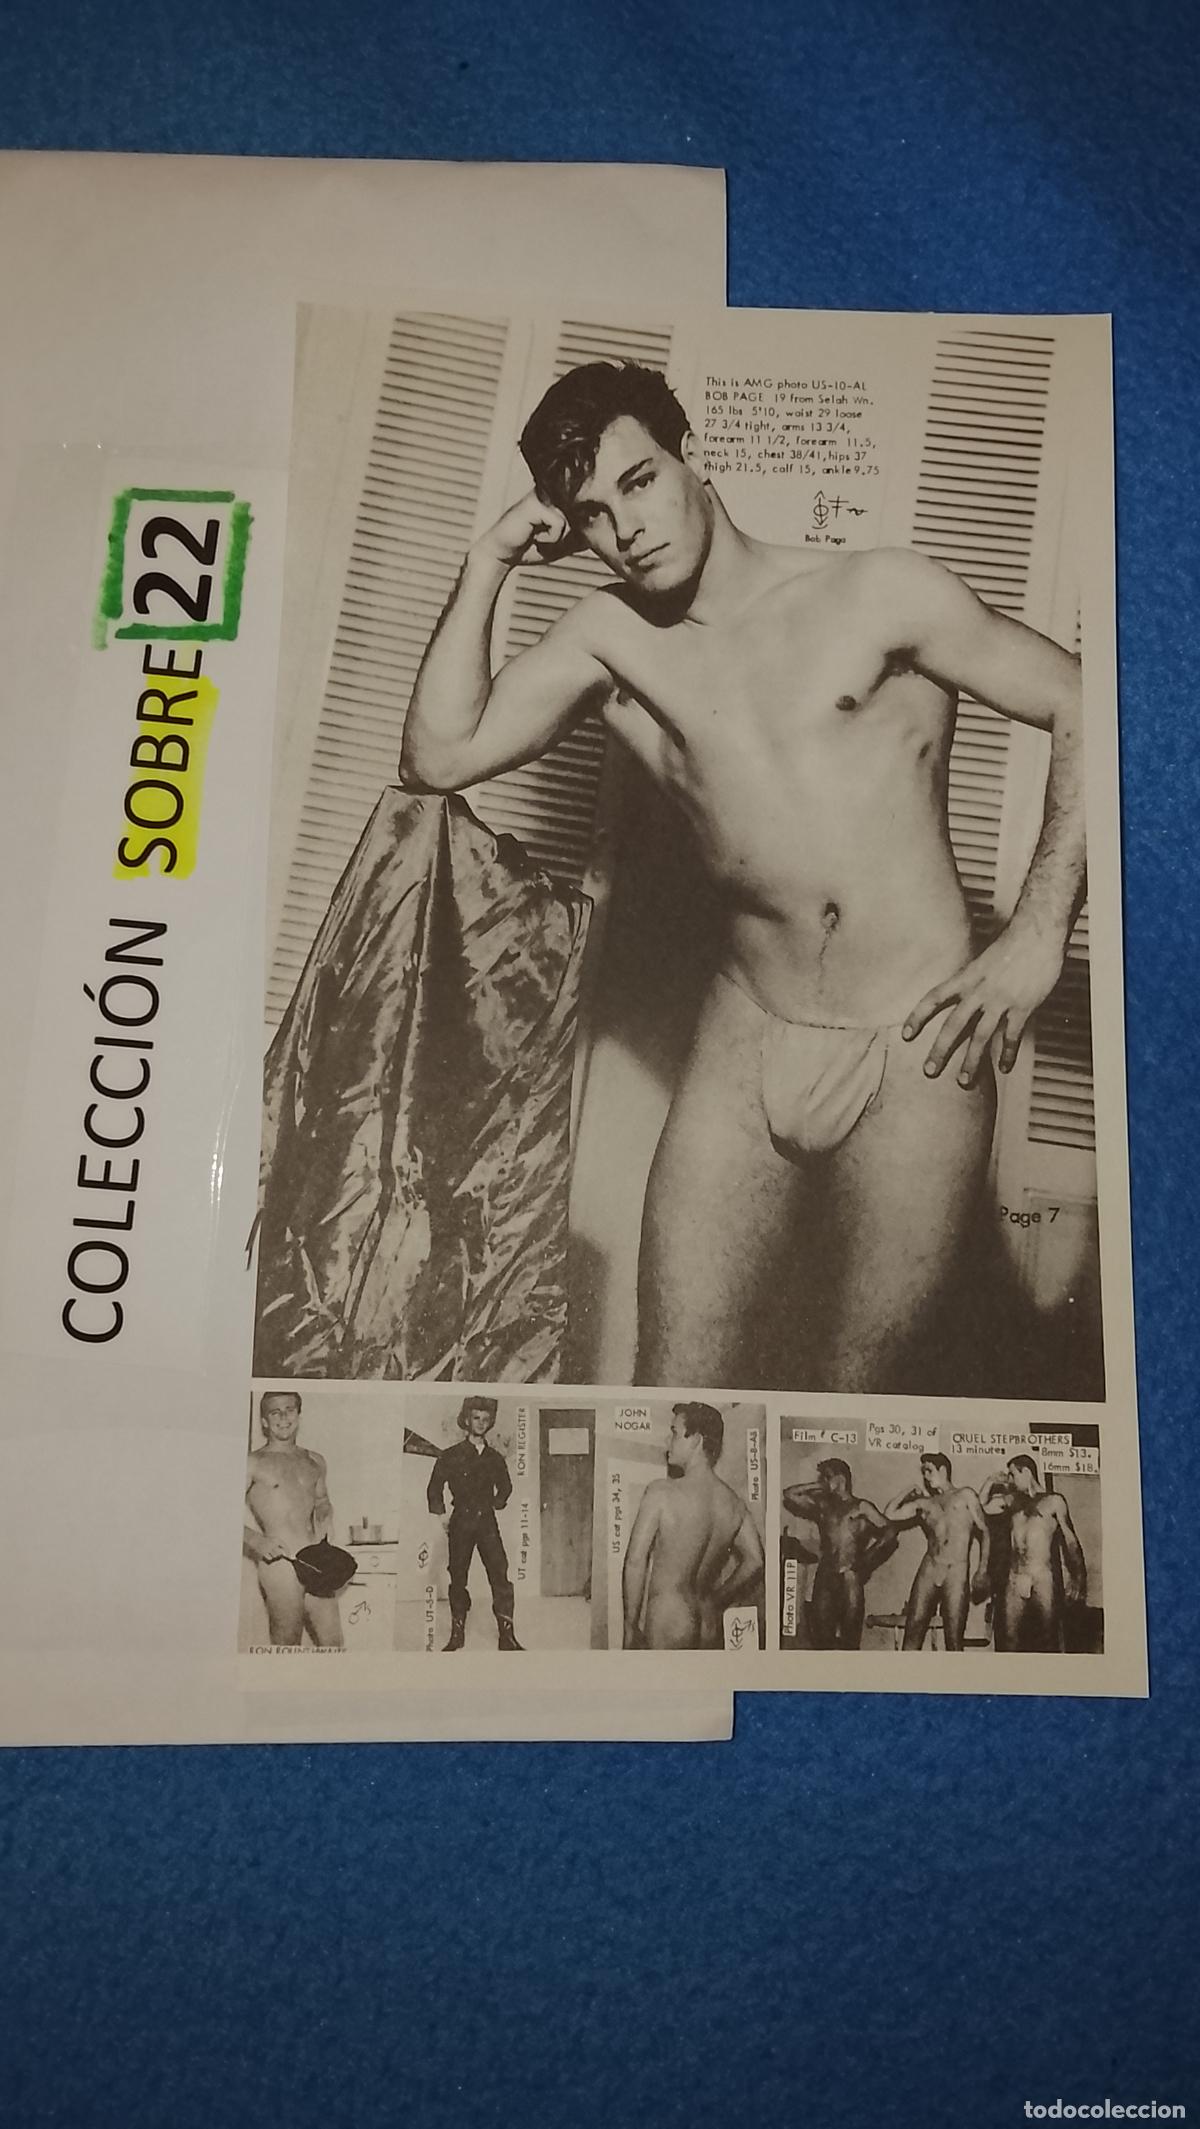 COLECCIÓN SOBRE 22
This is AMG photo US-10-AL
BOB PAGE 19 from Selah Wn.
165 lbs 5'10, waist 29 loose
27 3/4 tight, arms 13 3/4,
forearm 11 1/2, forearm 11.5,
neck 15, chest 38/41, hips 37
thigh 21.5, calf 15, ankle 9.75
Bob Page
Page 7
RON REGISTER
UT cat pgs 11-14
Photo UT-5-D
JOHN
NOGAR
US cat pgs 34, 35
Photo US-8-AB
Film # C-13
Pgs 30, 31 of
VR catalog
CRUEL STEPBROTHERS
13 minutes
8mm $13.
16mm $18.
Photo VR 11P
todocoleccion